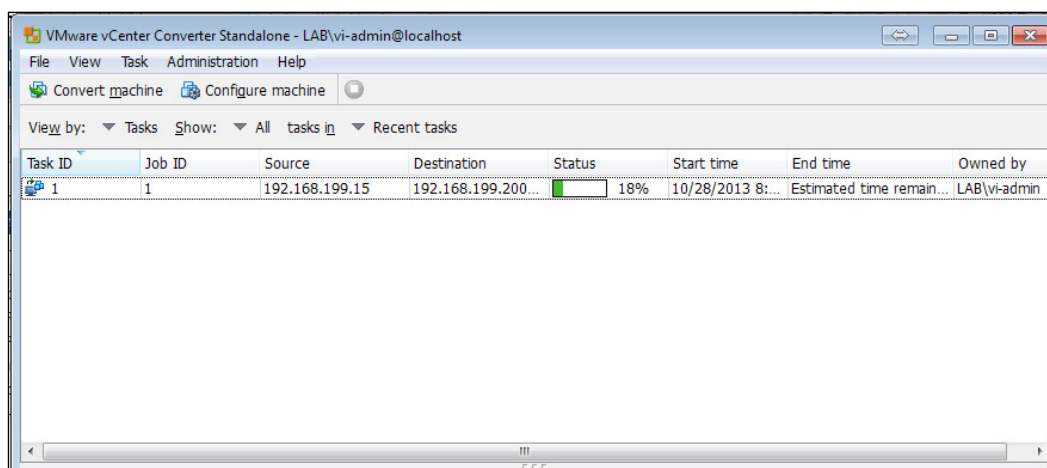 VMware vCenter Converter Standalone - LAB\vi-admin@localhost
File View Task Administration Help
Convert machine Configure machine
View by: Tasks Show: All tasks in Recent tasks
Task ID Job ID Source Destination Status Start time End time Owned by
1 1 192.168.199.15 192.168.199.200... 18% 10/28/2013 8:... Estimated time remain... LAB\vi-admin